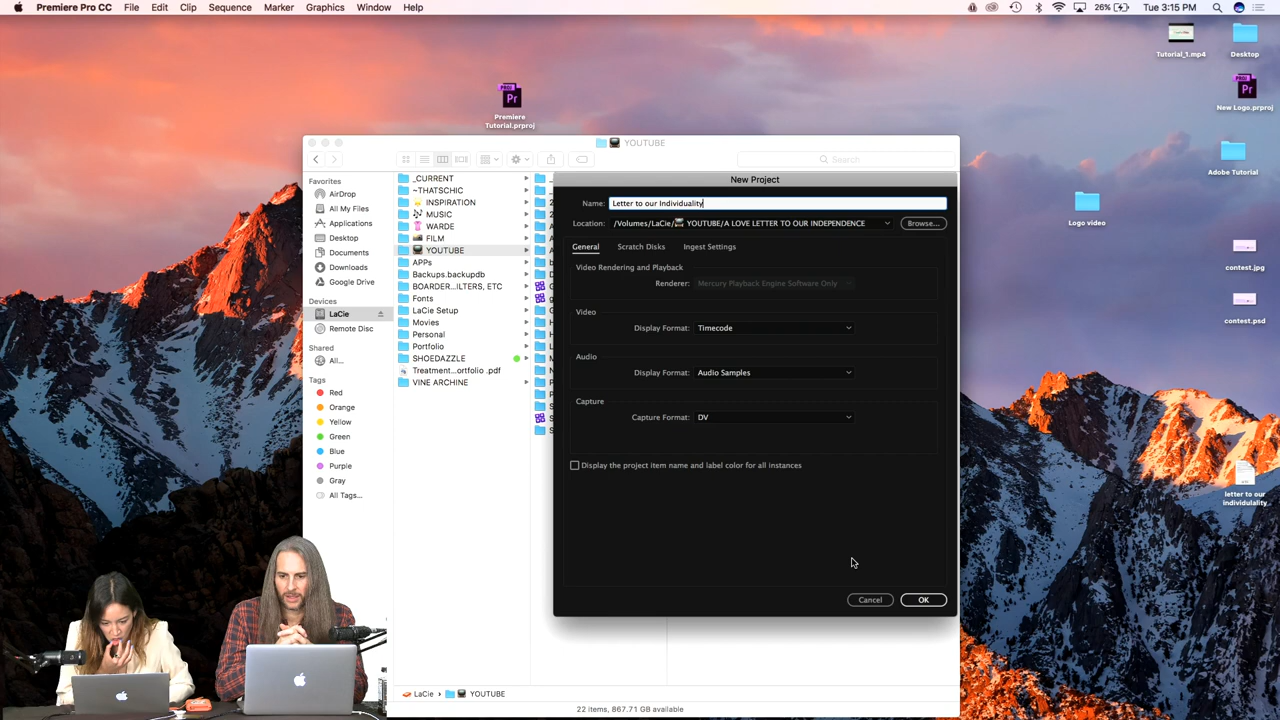 Premiere Pro CC File Edit Clip Sequence Marker Graphics Window Help
26% Tue 3:15 PM
Tutorial_1.mp4
Desktop
Premiere
Tutorial.prproj
New Logo.prproj
Adobe Tutorial
Logo video
contest.jpg
contest.psd
letter to our
individulality...
YOUTUBE
Search
Favorites
AirDrop
All My Files
Applications
Desktop
Documents
Downloads
Google Drive
Devices
LaCie
Remote Disc
Shared
All...
Tags
Red
Orange
Yellow
Green
Blue
Purple
Gray
All Tags...
_CURRENT
~THATSCHIC
INSPIRATION
MUSIC
WARDE
FILM
YOUTUBE
APPs
Backups.backupdb
BOARDER...ILLS, ETC
Fonts
LaCie Setup
Movies
Personal
Portfolio
SHOEDAZZLE
Treatment...ortfolio .pdf
VINE ARCHIVE
New Project
Name: Letter to our Individuality
Location: /Volumes/LaCie/ YOUTUBE/A LOVE LETTER TO OUR INDEPENDENCE Browse...
General Scratch Disks Ingest Settings
Video Rendering and Playback
Renderer: Mercury Playback Engine Software Only
Video
Display Format: Timecode
Audio
Display Format: Audio Samples
Capture
Capture Format: DV
Display the project item name and label color for all instances
Cancel OK
LaCie › YOUTUBE
22 items, 867.71 GB available